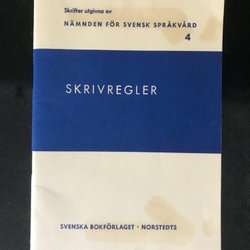 Skrifter utgivna av
NÄMNDEN FÖR SVENSK SPRÅKVÅRD
4
SKRIVREGLER
SVENSKA BOKFÖRLAGET · NORSTEDTS